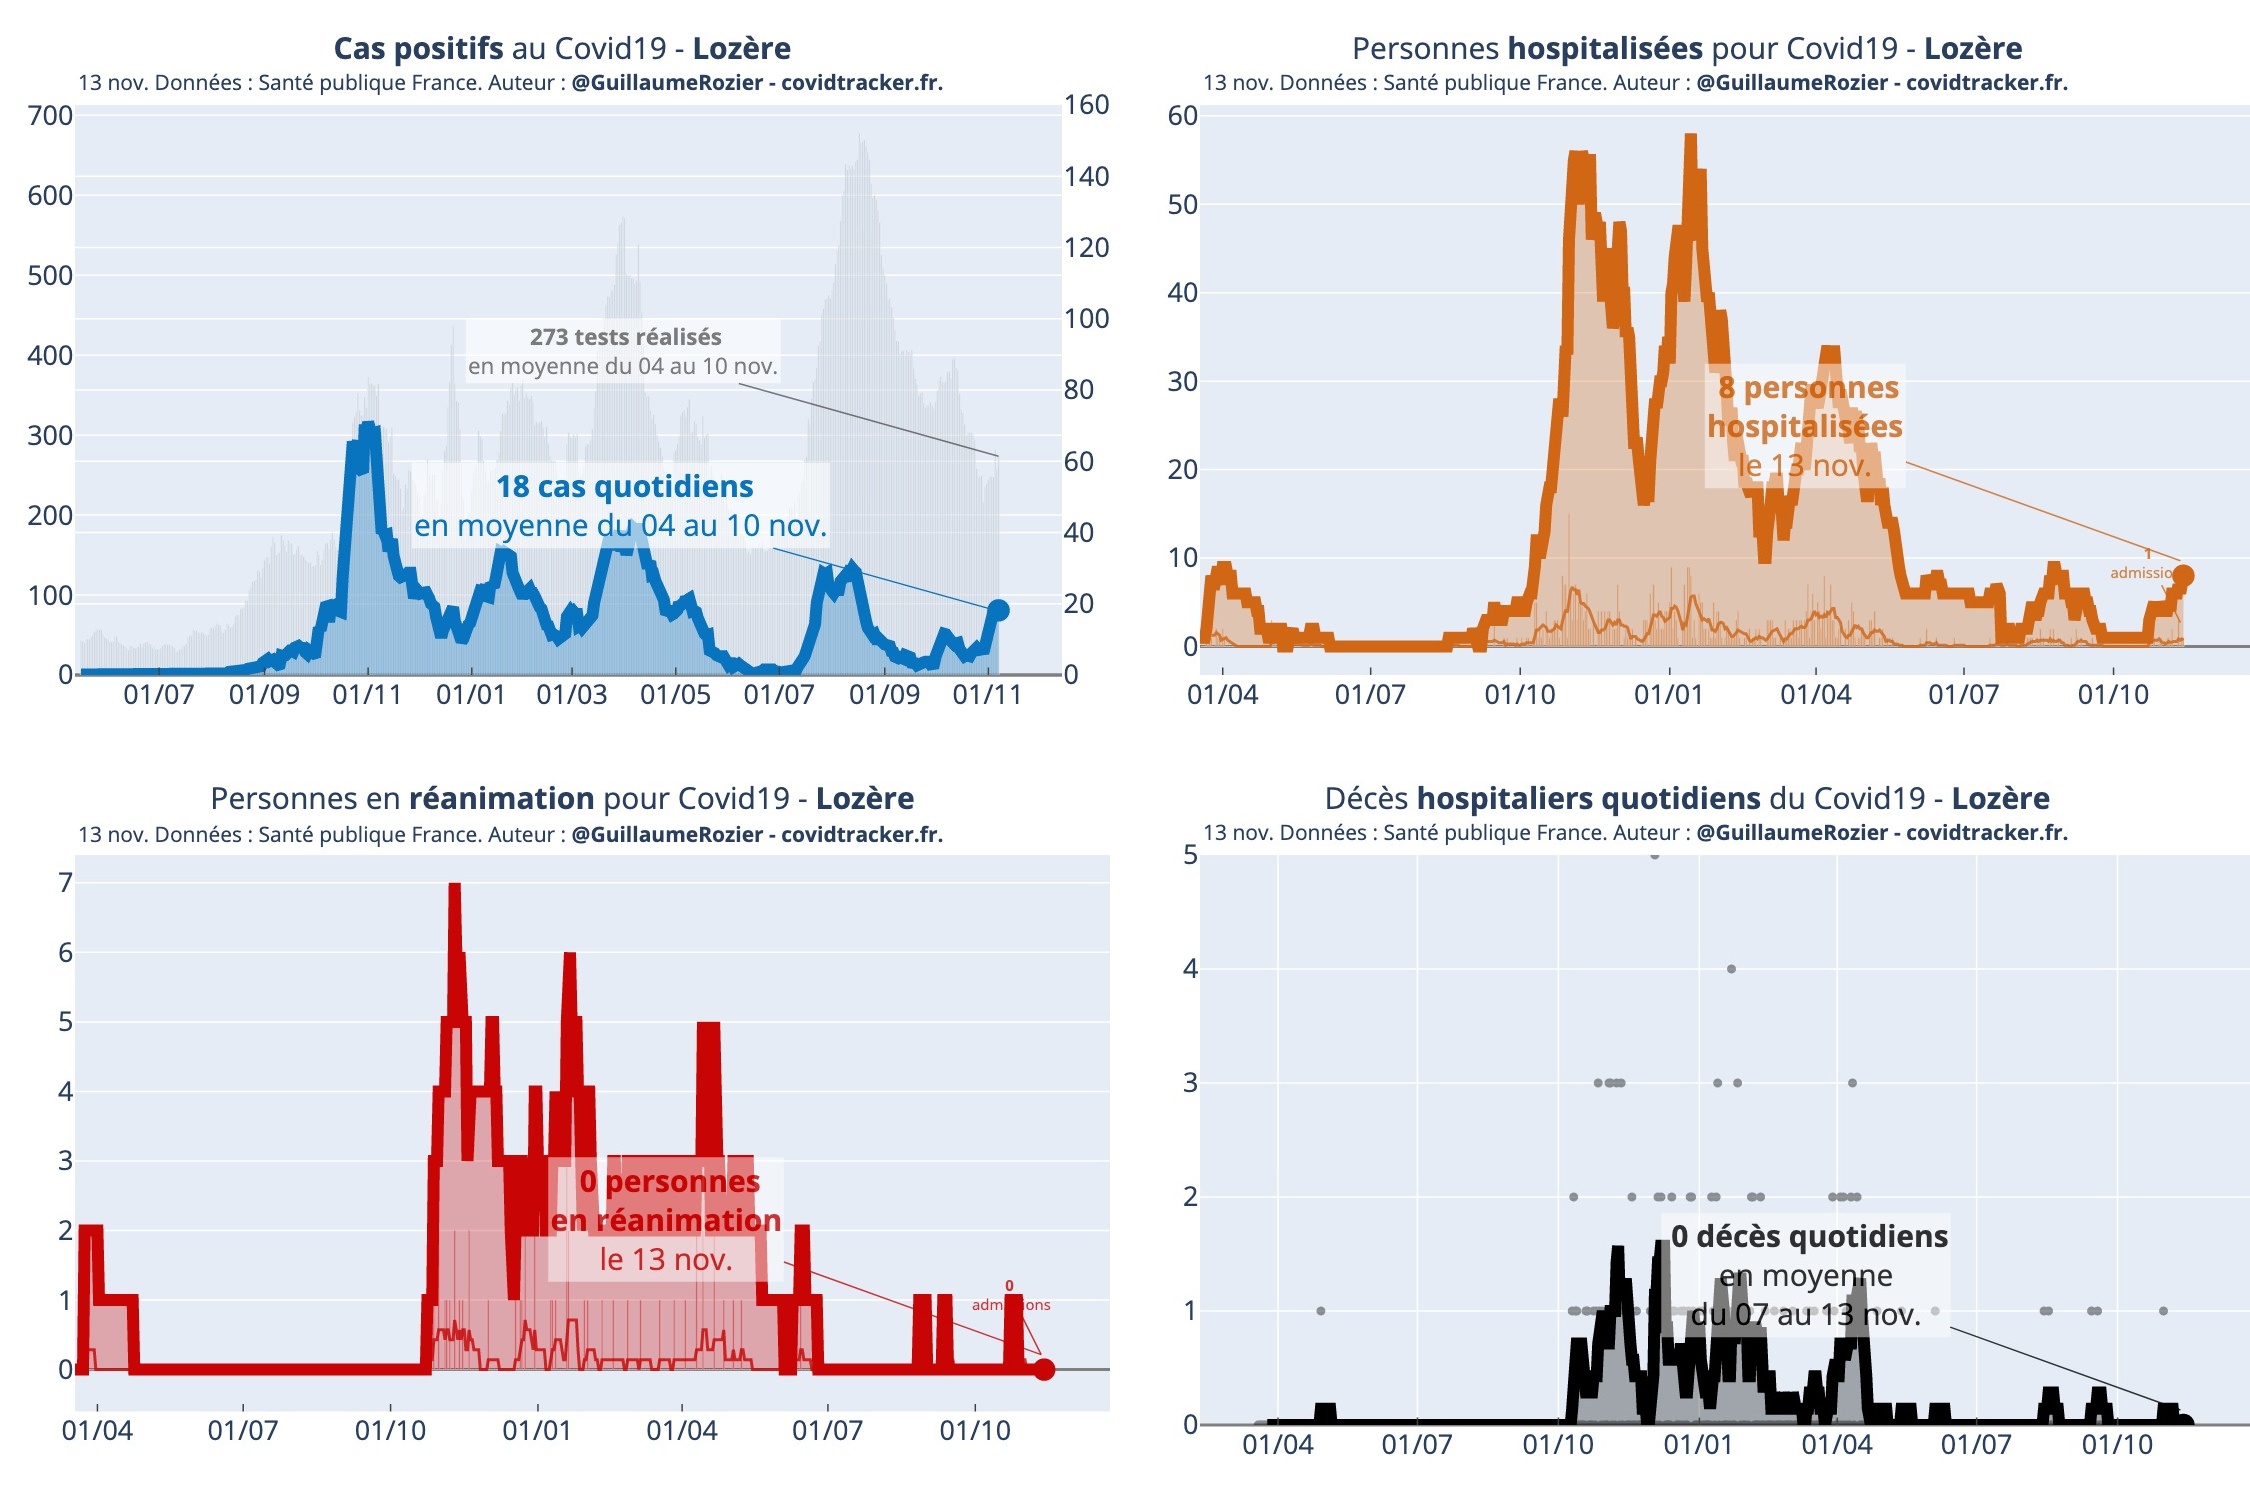 Cas positifs au Covid19 - Lozère
13 nov. Données : Santé publique France. Auteur : @GuillaumeRozier - covidtracker.fr.
700
600
500
400
300
200
100
0
160
140
120
100
80
60
40
20
0
273 tests réalisés
en moyenne du 04 au 10 nov.
18 cas quotidiens
en moyenne du 04 au 10 nov.
01/07 01/09 01/11 01/01 01/03 01/05 01/07 01/09 01/11
Personnes hospitalisées pour Covid19 - Lozère
13 nov. Données : Santé publique France. Auteur : @GuillaumeRozier - covidtracker.fr.
60
50
40
30
20
10
0
8 personnes
hospitalisées
le 13 nov.
1
01/04 01/07 01/10 01/01 01/04 01/07 01/10
Personnes en réanimation pour Covid19 - Lozère
13 nov. Données : Santé publique France. Auteur : @GuillaumeRozier - covidtracker.fr.
7
6
5
4
3
2
1
0
0 personnes
en réanimation
le 13 nov.
0
admissions
01/04 01/07 01/10 01/01 01/04 01/07 01/10
Décès hospitaliers quotidiens du Covid19 - Lozère
13 nov. Données : Santé publique France. Auteur : @GuillaumeRozier - covidtracker.fr.
5
4
3
2
1
0
0 décès quotidiens
en moyenne
du 07 au 13 nov.
01/04 01/07 01/10 01/01 01/04 01/07 01/10